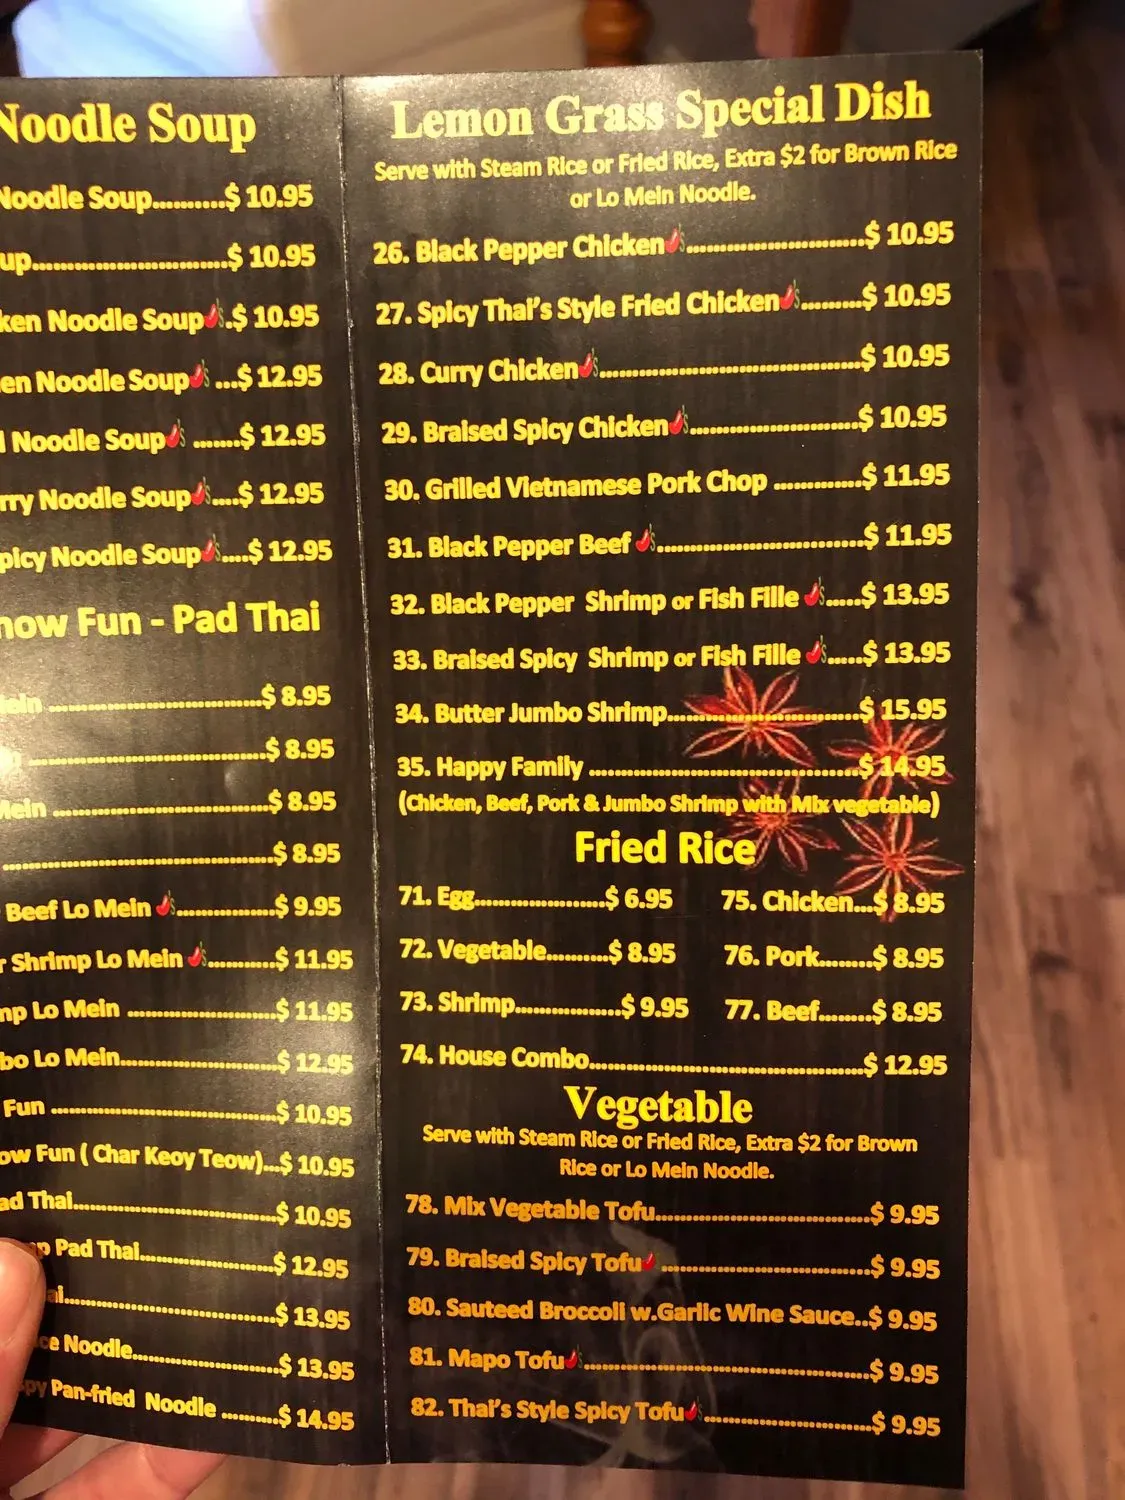 Noodle Soup
Noodle Soup..........$ 10.95
up............................$ 10.95
ken Noodle Soup.$ 10.95
en Noodle Soup ...$ 12.95
l Noodle Soup .......$ 12.95
rry Noodle Soup....$ 12.95
picy Noodle Soup....$ 12.95
how Fun - Pad Thai
ein ................................$ 8.95
....................................$ 8.95
Mein .................................$ 8.95
.........................................$ 8.95
Beef Lo Mein ...............$ 9.95
r Shrimp Lo Mein ..........$ 11.95
mp Lo Mein ......................$ 11.95
bo Lo Mein.......................$ 12.95
Fun ..................................$ 10.95
ow Fun ( Char Keoy Teow)...$ 10.95
ad Thai...............................$ 10.95
p Pad Thai....................$ 12.95
ai................................$ 13.95
ce Noodle......................$ 13.95
py Pan-fried Noodle .........$ 14.95
Lemon Grass Special Dish
Serve with Steam Rice or Fried Rice, Extra $2 for Brown Rice
or Lo Mein Noodle.
26. Black Pepper Chicken............................$ 10.95
27. Spicy Thai's Style Fried Chicken.........$ 10.95
28. Curry Chicken.........................................$ 10.95
29. Braised Spicy Chicken..........................$ 10.95
30. Grilled Vietnamese Pork Chop .............$ 11.95
31. Black Pepper Beef ................................$ 11.95
32. Black Pepper Shrimp or Fish Fille .....$ 13.95
33. Braised Spicy Shrimp or Fish Fille .....$ 13.95
34. Butter Jumbo Shrimp..............................$ 15.95
35. Happy Family ..........................................$ 14.95
(Chicken, Beef, Pork & Jumbo Shrimp with Mix vegetable)
Fried Rice
71. Egg.....................$ 6.95 75. Chicken...$ 8.95
72. Vegetable..........$ 8.95 76. Pork........$ 8.95
73. Shrimp.................$ 9.95 77. Beef........$ 8.95
74. House Combo............................................$ 12.95
Vegetable
Serve with Steam Rice or Fried Rice, Extra $2 for Brown
Rice or Lo Mein Noodle.
78. Mix Vegetable Tofu...................................$ 9.95
79. Braised Spicy Tofu ..................................$ 9.95
80. Sauteed Broccoli w.Garlic Wine Sauce..$ 9.95
81. Mapo Tofu..............................................$ 9.95
82. Thai's Style Spicy Tofu...........................$ 9.95